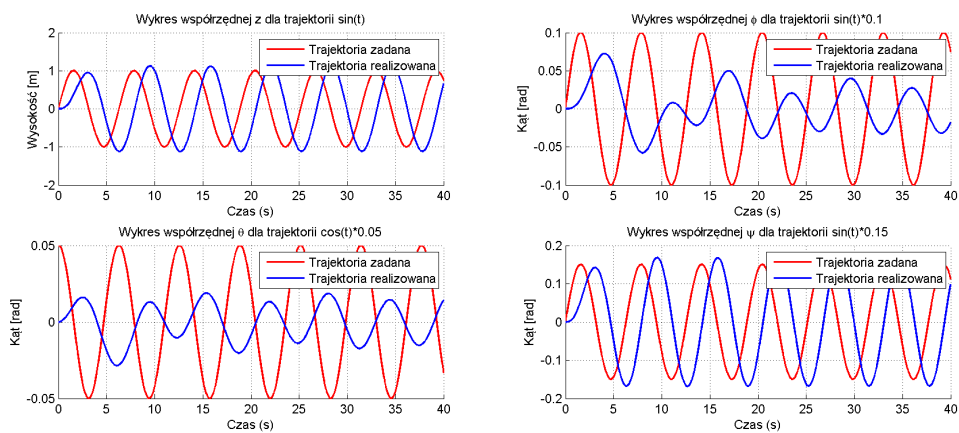 Wykres współrzędnej z dla trajektorii sin(t)
2
1
0
-1
-2
Wysokość [m]
Trajektoria zadana
Trajektoria realizowana
0 5 10 15 20 25 30 35 40
Czas (s)
Wykres współrzędnej ϕ dla trajektorii sin(t)*0.1
0.1
0.05
0
-0.05
-0.1
Kąt [rad]
Trajektoria zadana
Trajektoria realizowana
0 5 10 15 20 25 30 35 40
Czas (s)
Wykres współrzędnej θ dla trajektorii cos(t)*0.05
0.05
0
-0.05
Kąt [rad]
Trajektoria zadana
Trajektoria realizowana
0 5 10 15 20 25 30 35 40
Czas (s)
Wykres współrzędnej ψ dla trajektorii sin(t)*0.15
0.2
0.1
0
-0.1
-0.2
Kąt [rad]
Trajektoria zadana
Trajektoria realizowana
0 5 10 15 20 25 30 35 40
Czas (s)